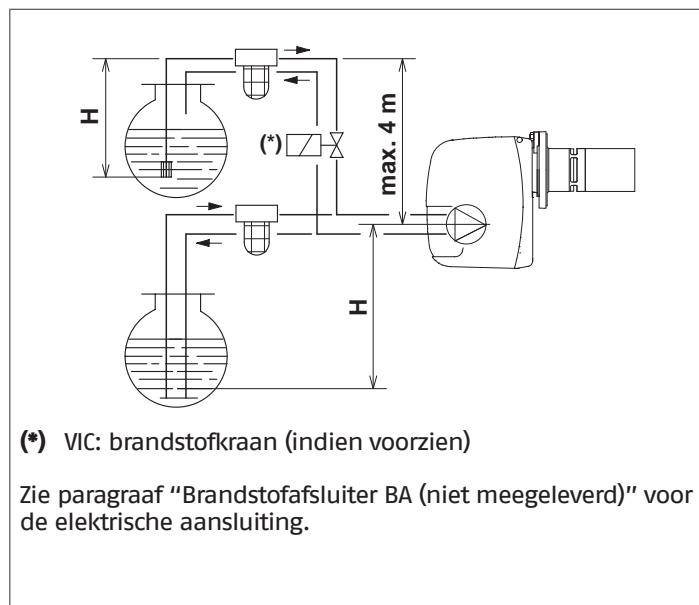 H
(*)
max. 4 m
H
(*) VIC: brandstofkraan (indien voorzien)
Zie paragraaf “Brandstofafsluiter BA (niet meegeleverd)” voor
de elektrische aansluiting.